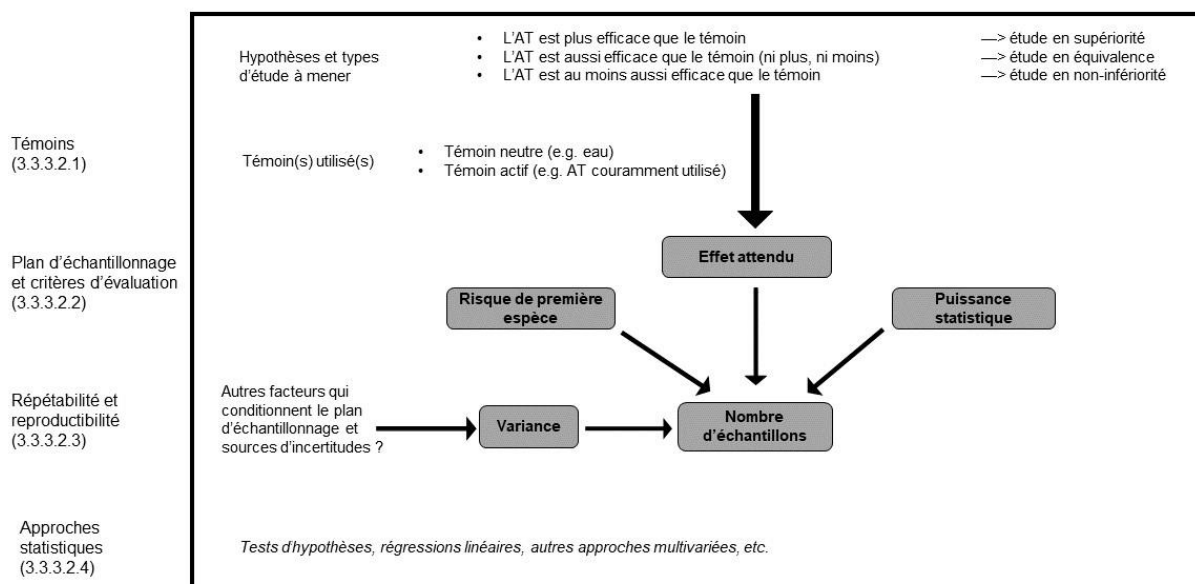 Hypothèses et types
d'étude à mener
• L'AT est plus efficace que le témoin —> étude en supériorité
• L'AT est aussi efficace que le témoin (ni plus, ni moins) —> étude en équivalence
• L'AT est au moins aussi efficace que le témoin —> étude en non-infériorité
Témoins
(3.3.3.2.1)
Témoin(s) utilisé(s)
• Témoin neutre (e.g. eau)
• Témoin actif (e.g. AT couramment utilisé)
Plan d'échantillonnage
et critères d'évaluation
(3.3.3.2.2)
Effet attendu
Risque de première
espèce
Puissance
statistique
Répétabilité et
reproductibilité
(3.3.3.2.3)
Autres facteurs qui
conditionnent le plan
d'échantillonnage et
sources d'incertitudes ?
Variance
Nombre
d'échantillons
Approches
statistiques
(3.3.3.2.4)
Tests d'hypothèses, régressions linéaires, autres approches multivariées, etc.